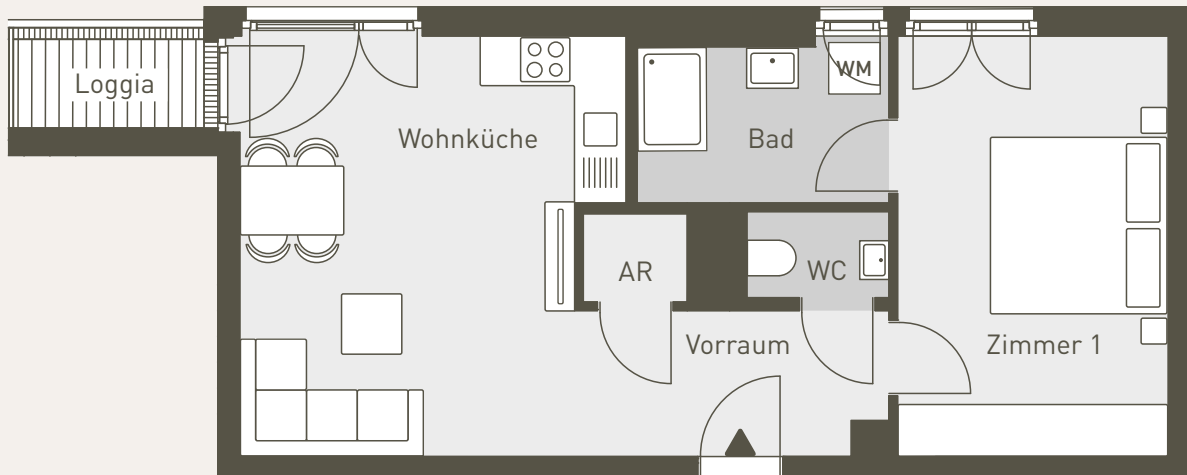 Loggia
Wohnküche
Bad
WM
AR
WC
Vorraum
Zimmer 1